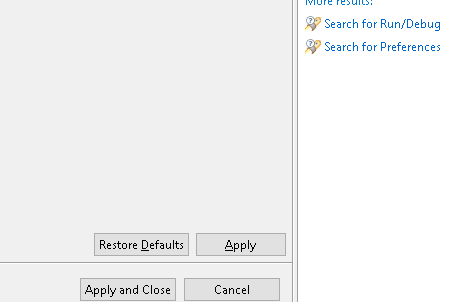 More results:
Search for Run/Debug
Search for Preferences
Restore Defaults
Apply
Apply and Close
Cancel